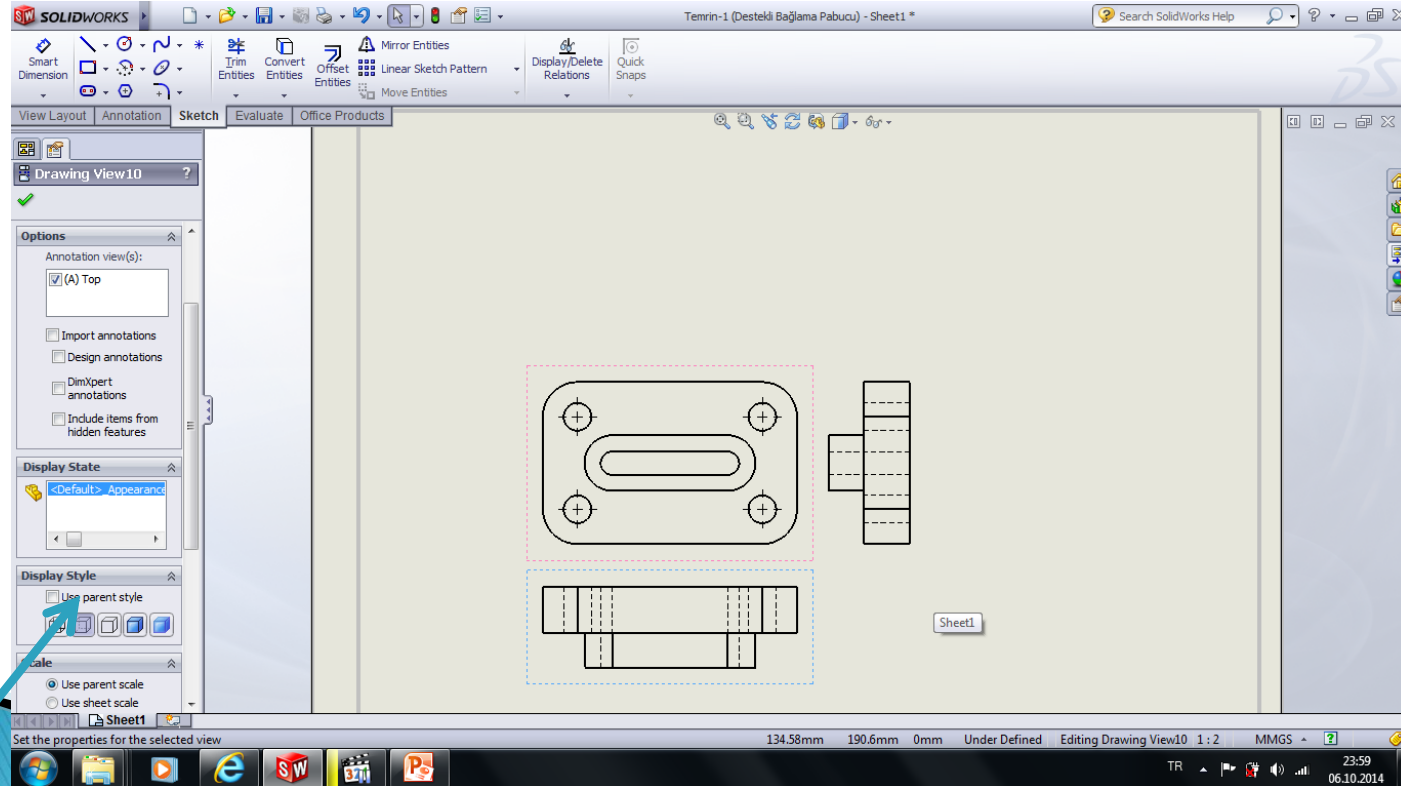 SOLIDWORKS
Temrin-1 (Destekli Bağlama Pabucu) - Sheet1 *
Search SolidWorks Help
Smart Dimension
Trim Entities
Convert Entities
Offset Entities
Mirror Entities
Linear Sketch Pattern
Move Entities
Display/Delete Relations
Quick Snaps
View Layout Annotation Sketch Evaluate Office Products
Drawing View10 ?
Options
Annotation view(s):
(A) Top
Import annotations
Design annotations
DimXpert
annotations
Include items from
hidden features
Display State
<Default>_Appearance
Display Style
Use parent style
Scale
Use parent scale
Use sheet scale
Sheet1
Sheet1
Set the properties for the selected view
134.58mm 190.6mm 0mm Under Defined Editing Drawing View10 1 : 2 MMGS
TR
23:59
06.10.2014